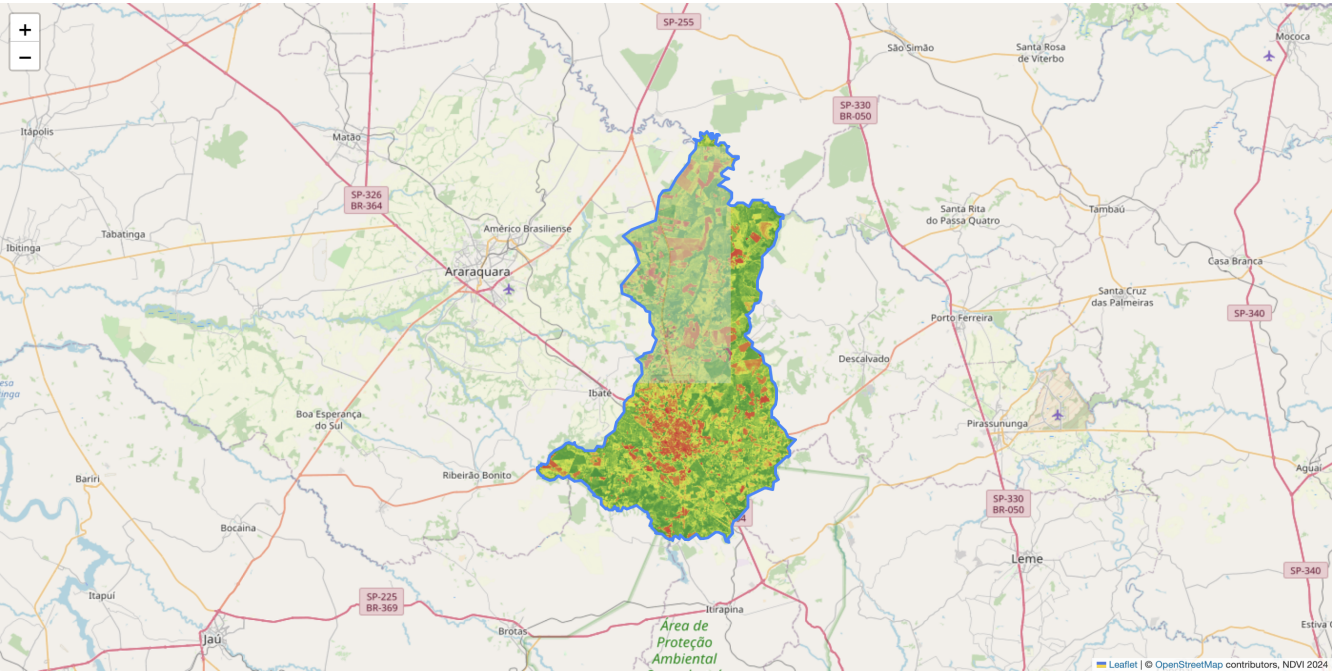 +
−
SP-255
São Simão
Santa Rosa
de Viterbo
Mococa
SP-330
BR-050
Itápolis
Matão
SP-326
BR-364
Santa Rita
do Passa Quatro
Tambaú
Tabatinga
Américo Brasiliense
Ibitinga
Araraquara
Casa Branca
Santa Cruz
das Palmeiras
SP-340
Porto Ferreira
Descalvado
Ibaté
Boa Esperança
do Sul
Pirassununga
Ribeirão Bonito
Aguaí
Bariri
SP-330
BR-050
Bocaina
Leme
SP-340
Itapuí
SP-225
BR-369
Itirapina
Jaú
Brotas
Área de
Proteção
Ambiental
Estiva
Leaflet | © OpenStreetMap contributors, NDVI 2024